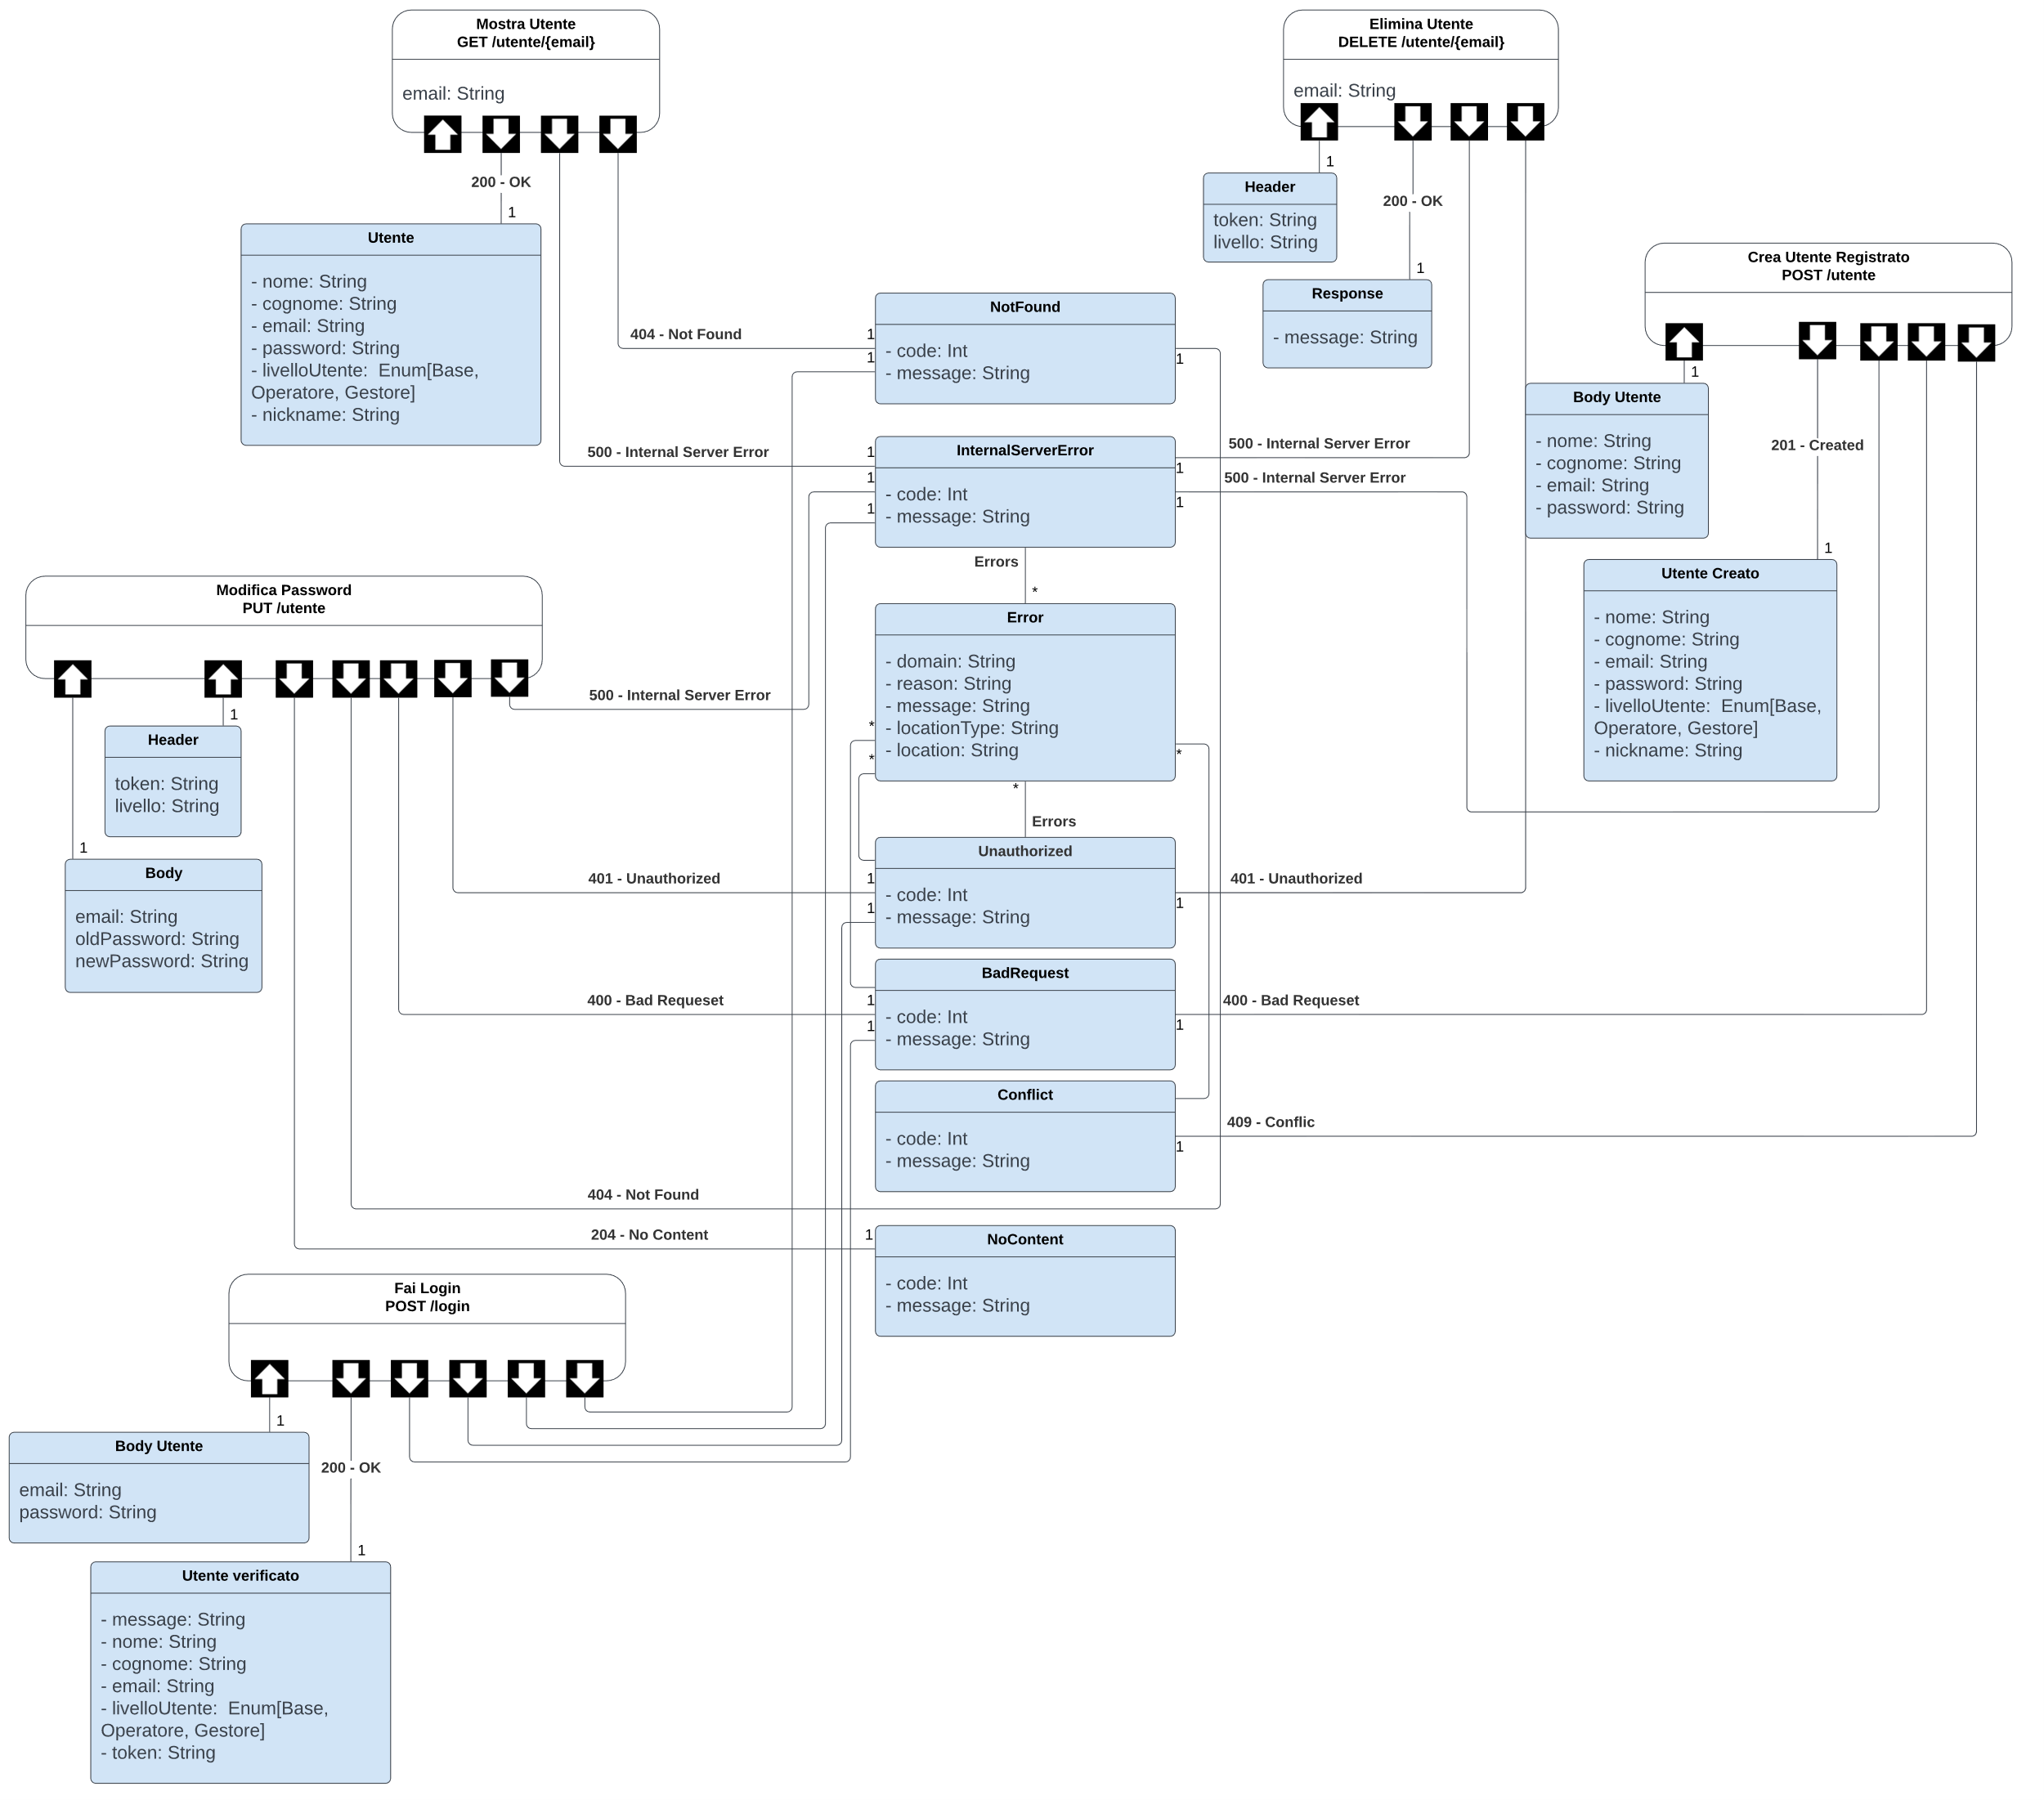 Mostra Utente
GET /utente/{email}
email: String
200 - OK
1
Utente
- nome: String
- cognome: String
- email: String
- password: String
- livelloUtente:  Enum[Base,
Operatore, Gestore]
- nickname: String
Elimina Utente
DELETE /utente/{email}
email: String
1
Header
token: String
livello: String
200 - OK
1
Response
- message: String
Crea Utente Registrato
POST /utente
1
Body Utente
- nome: String
- cognome: String
- email: String
- password: String
201 - Created
1
Utente Creato
- nome: String
- cognome: String
- email: String
- password: String
- livelloUtente:  Enum[Base,
Operatore, Gestore]
- nickname: String
404 - Not Found
1
1
NotFound
- code: Int
- message: String
1
500 - Internal Server Error
1
1
1
InternalServerError
- code: Int
- message: String
500 - Internal Server Error
1
500 - Internal Server Error
1
Errors
*
Error
- domain: String
- reason: String
- message: String
- locationType: String
- location: String
*
*
*
*
Errors
Modifica Password
PUT /utente
500 - Internal Server Error
1
Header
token: String
livello: String
1
Body
email: String
oldPassword: String
newPassword: String
401 - Unauthorized
1
1
Unauthorized
- code: Int
- message: String
401 - Unauthorized
1
400 - Bad Requeset
1
1
BadRequest
- code: Int
- message: String
400 - Bad Requeset
1
Conflict
- code: Int
- message: String
409 - Conflic
1
404 - Not Found
204 - No Content
1
NoContent
- code: Int
- message: String
Fai Login
POST /login
1
Body Utente
email: String
password: String
200 - OK
1
Utente verificato
- message: String
- nome: String
- cognome: String
- email: String
- livelloUtente:  Enum[Base,
Operatore, Gestore]
- token: String